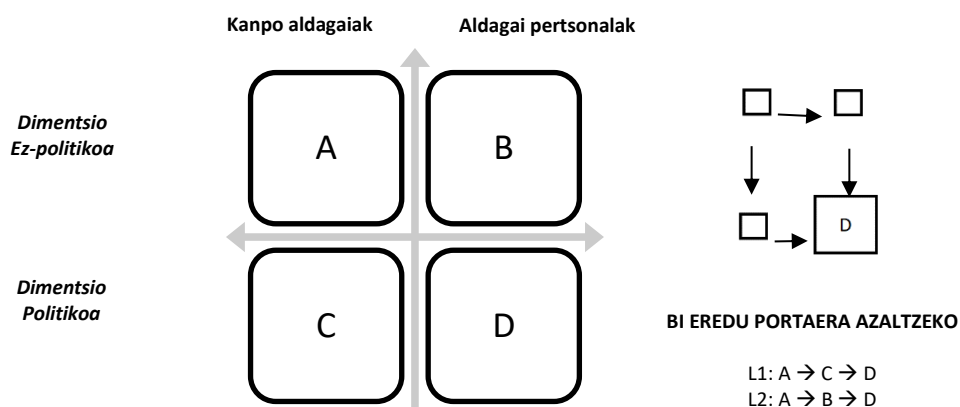 Kanpo aldagaiak
Aldagai pertsonalak
Dimentsio
Ez-politikoa
A
B
D
Dimentsio
Politikoa
C
D
BI EREDU PORTAERA AZALTZEKO
L1: A → C → D
L2: A → B → D